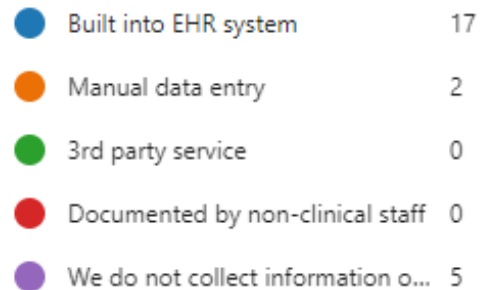 Built into EHR system 17
Manual data entry 2
3rd party service 0
Documented by non-clinical staff 0
We do not collect information o... 5